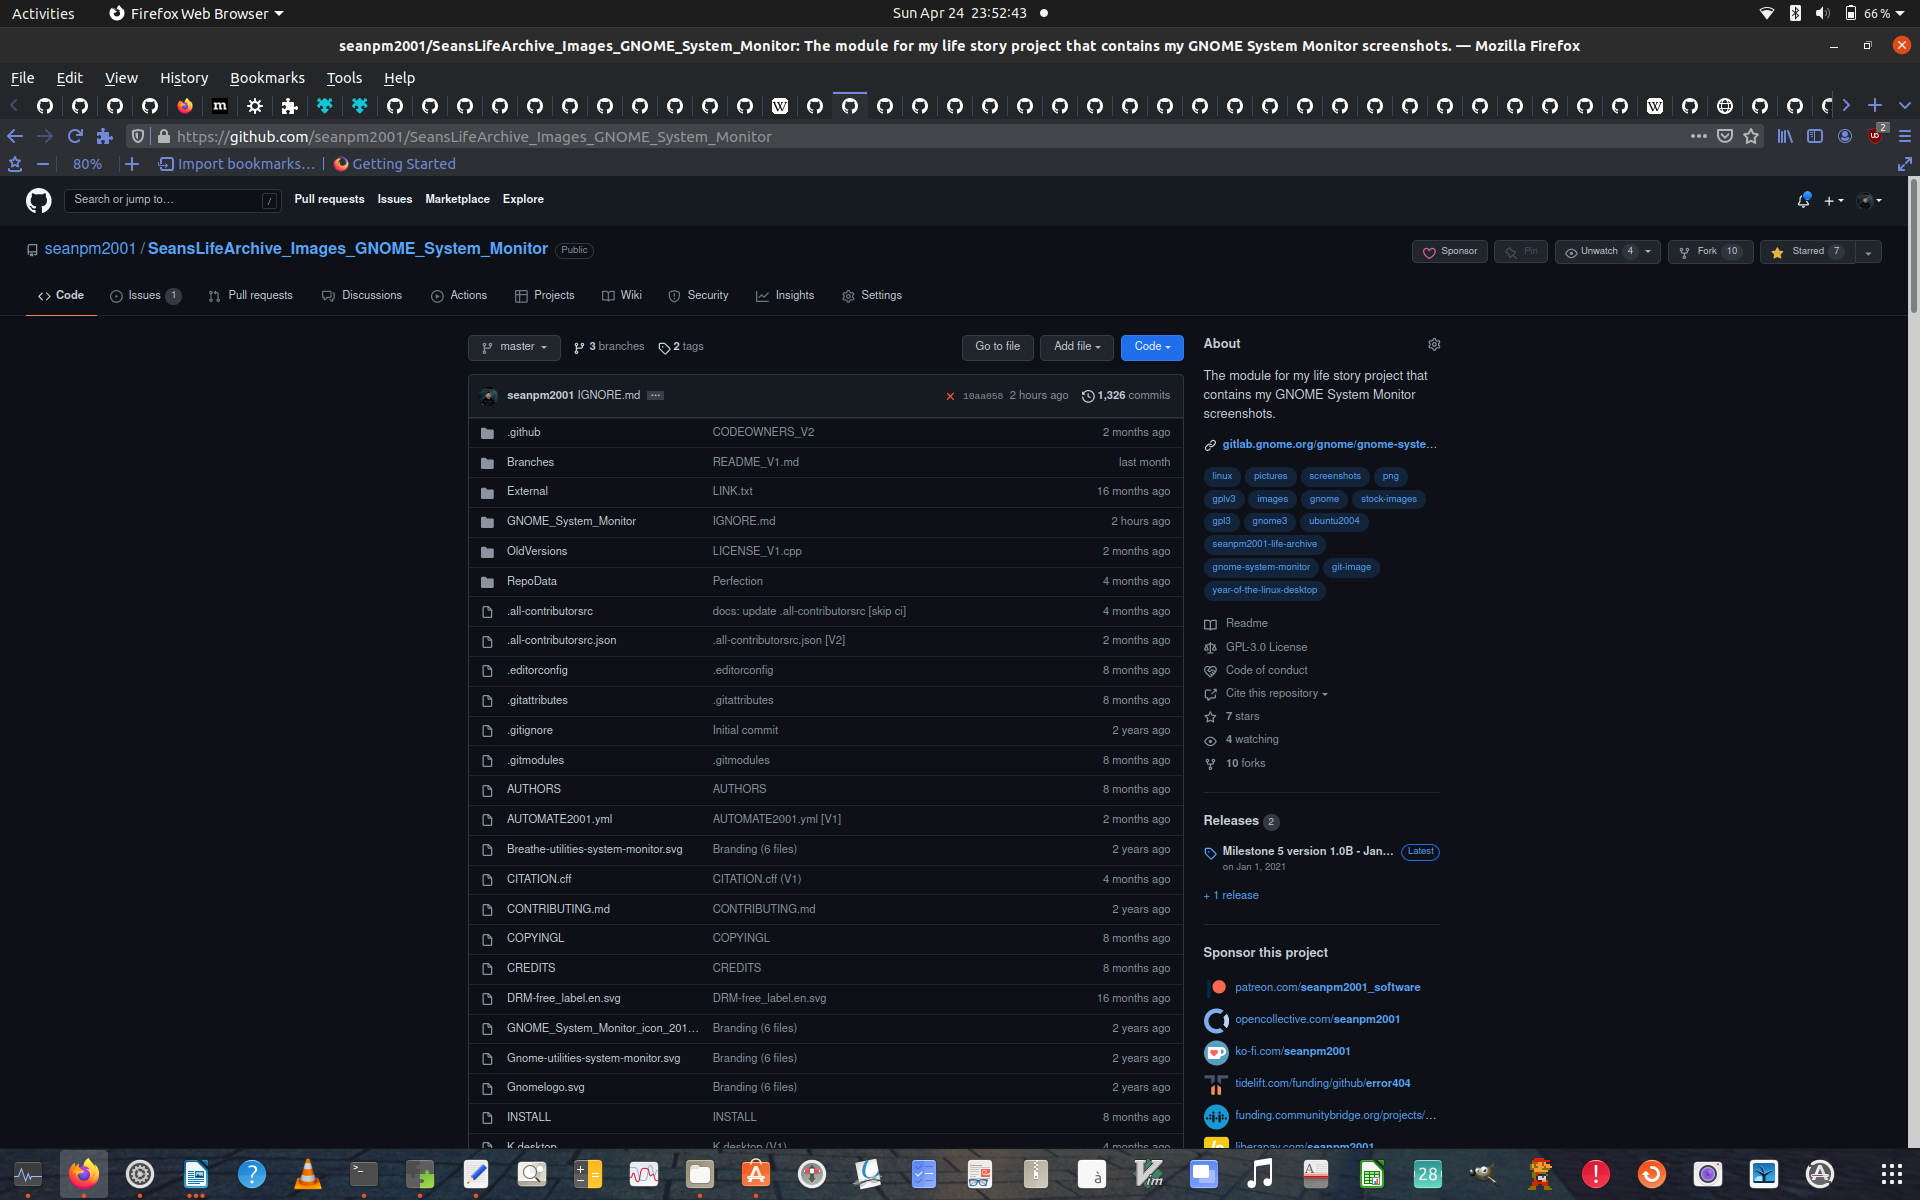 Activities Firefox Web Browser Sun Apr 24 23:52:43 66 %
seanpm2001/SeansLifeArchive_Images_GNOME_System_Monitor: The module for my life story project that contains my GNOME System Monitor screenshots. — Mozilla Firefox
File Edit View History Bookmarks Tools Help
https://github.com/seanpm2001/SeansLifeArchive_Images_GNOME_System_Monitor 2
80% Import bookmarks... Getting Started
Search or jump to... / Pull requests Issues Marketplace Explore
seanpm2001 / SeansLifeArchive_Images_GNOME_System_Monitor Public Sponsor Pin Unwatch 4 Fork 10 Starred 7
Code Issues 1 Pull requests Discussions Actions Projects Wiki Security Insights Settings
master 3 branches 2 tags Go to file Add file Code
seanpm2001 IGNORE.md ... 10aa058 2 hours ago 1,326 commits
.github CODEOWNERS_V2 2 months ago
Branches README_V1.md last month
External LINK.txt 16 months ago
GNOME_System_Monitor IGNORE.md 2 hours ago
OldVersions LICENSE_V1.cpp 2 months ago
RepoData Perfection 4 months ago
.all-contributorsrc docs: update .all-contributorsrc [skip ci] 4 months ago
.all-contributorsrc.json .all-contributorsrc.json [V2] 2 months ago
.editorconfig .editorconfig 8 months ago
.gitattributes .gitattributes 8 months ago
.gitignore Initial commit 2 years ago
.gitmodules .gitmodules 8 months ago
AUTHORS AUTHORS 8 months ago
AUTOMATE2001.yml AUTOMATE2001.yml [V1] 2 months ago
Breathe-utilities-system-monitor.svg Branding (6 files) 2 years ago
CITATION.cff CITATION.cff (V1) 4 months ago
CONTRIBUTING.md CONTRIBUTING.md 2 years ago
COPYINGL COPYINGL 8 months ago
CREDITS CREDITS 8 months ago
DRM-free_label.en.svg DRM-free_label.en.svg 16 months ago
GNOME_System_Monitor_icon_201... Branding (6 files) 2 years ago
Gnome-utilities-system-monitor.svg Branding (6 files) 2 years ago
Gnomelogo.svg Branding (6 files) 2 years ago
INSTALL INSTALL 8 months ago
K.desktop K.desktop (V1) 4 months ago
About
The module for my life story project that
contains my GNOME System Monitor
screenshots.
gitlab.gnome.org/gnome/gnome-syste...
linux pictures screenshots png
gplv3 images gnome stock-images
gpl3 gnome3 ubuntu2004
seanpm2001-life-archive
gnome-system-monitor git-image
year-of-the-linux-desktop
Readme
GPL-3.0 License
Code of conduct
Cite this repository
7 stars
4 watching
10 forks
Releases 2
Milestone 5 version 1.0B - Jan... Latest
on Jan 1, 2021
+ 1 release
Sponsor this project
patreon.com/seanpm2001_software
opencollective.com/seanpm2001
ko-fi.com/seanpm2001
tidelift.com/funding/github/error404
funding.communitybridge.org/projects/...
liberapay.com/seanpm2001
28